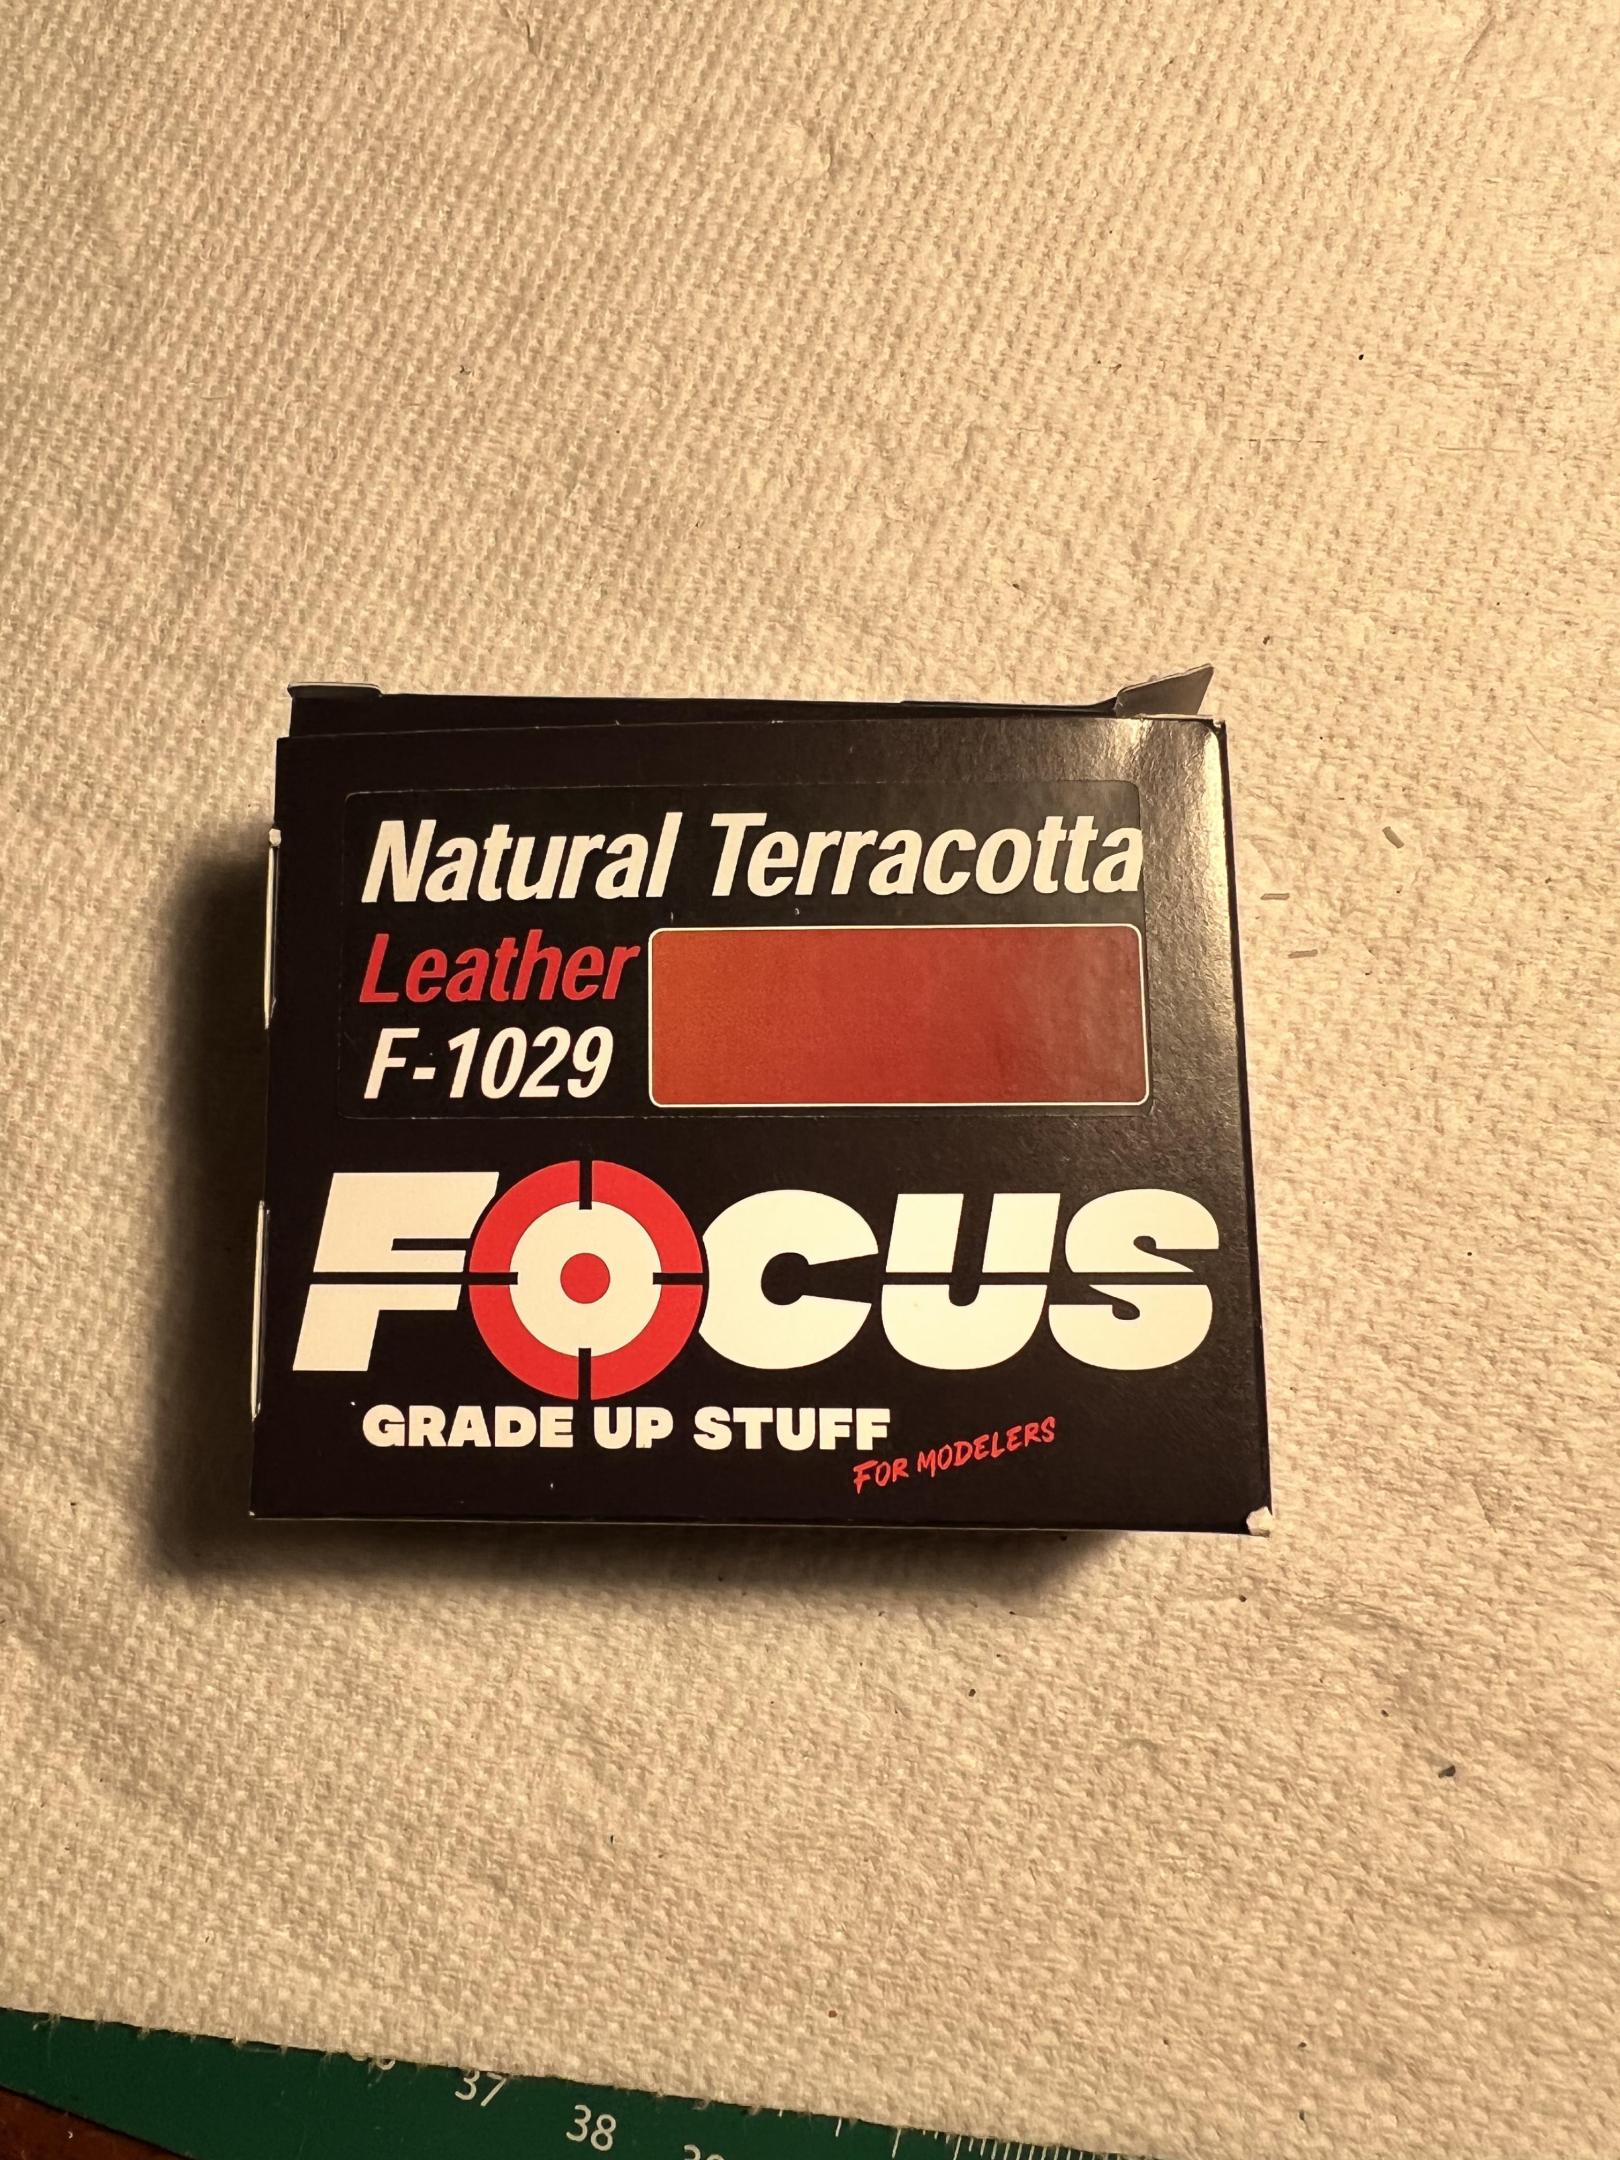 Natural Terracotta
Leather
F-1029
FOCUS
GRADE UP STUFF
FOR MODELERS
37
38